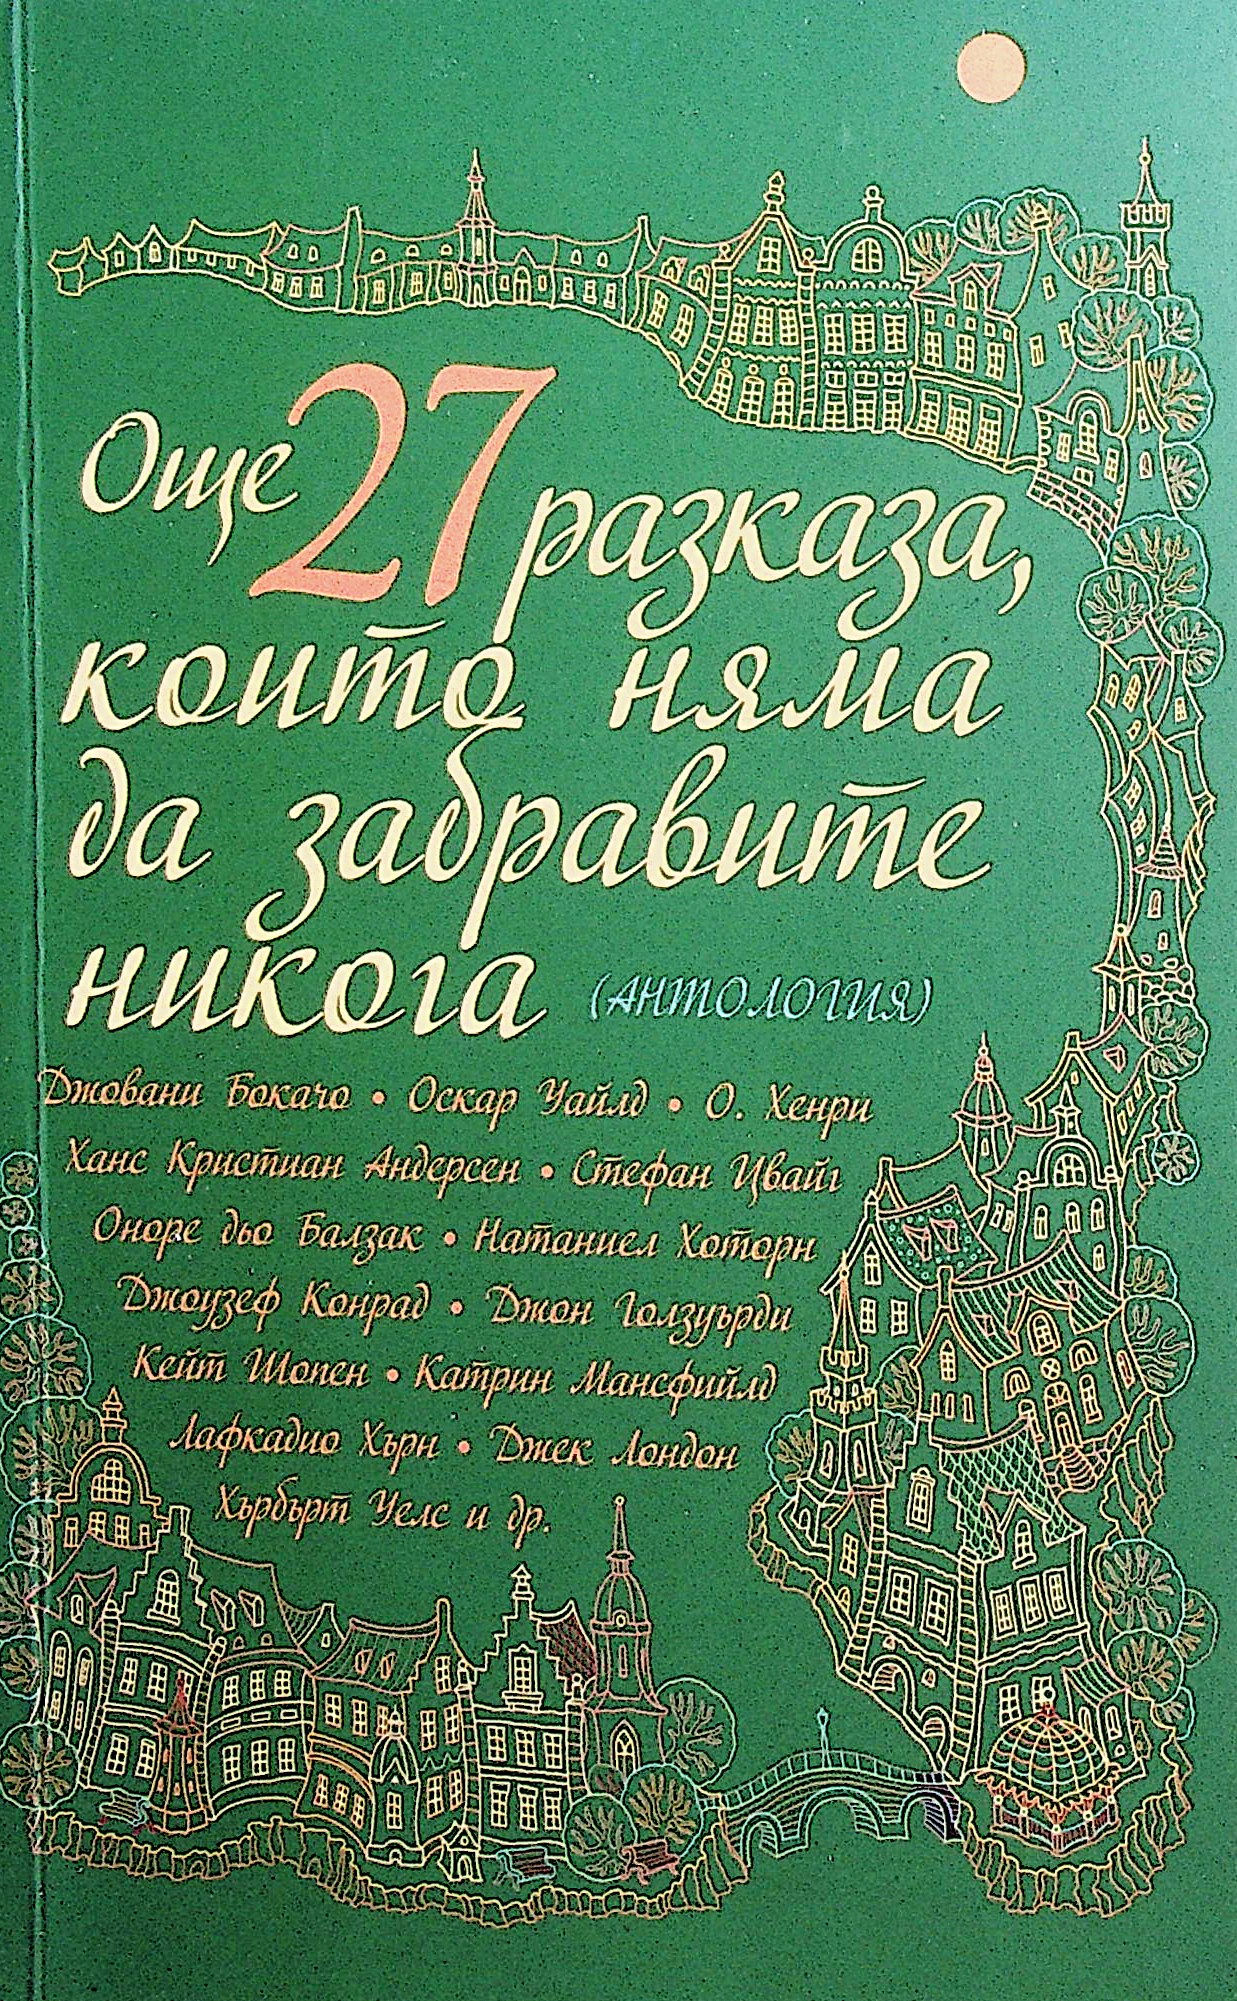 Още 27 разказа,
които няма
да забравите
никога (АНТОЛОГИЯ)
Джовани Бокачо • Оскар Уайлд • О. Хенри
Ханс Кристиан Андерсен • Стефан Цвайг
Оноре дьо Балзак • Натаниел Хоторн
Джоузеф Конрад • Джон Голзуърди
Кейт Шопен • Катрин Мансфийлд
Лафкадио Хърн • Джек Лондон
Хърбърт Уелс и др.